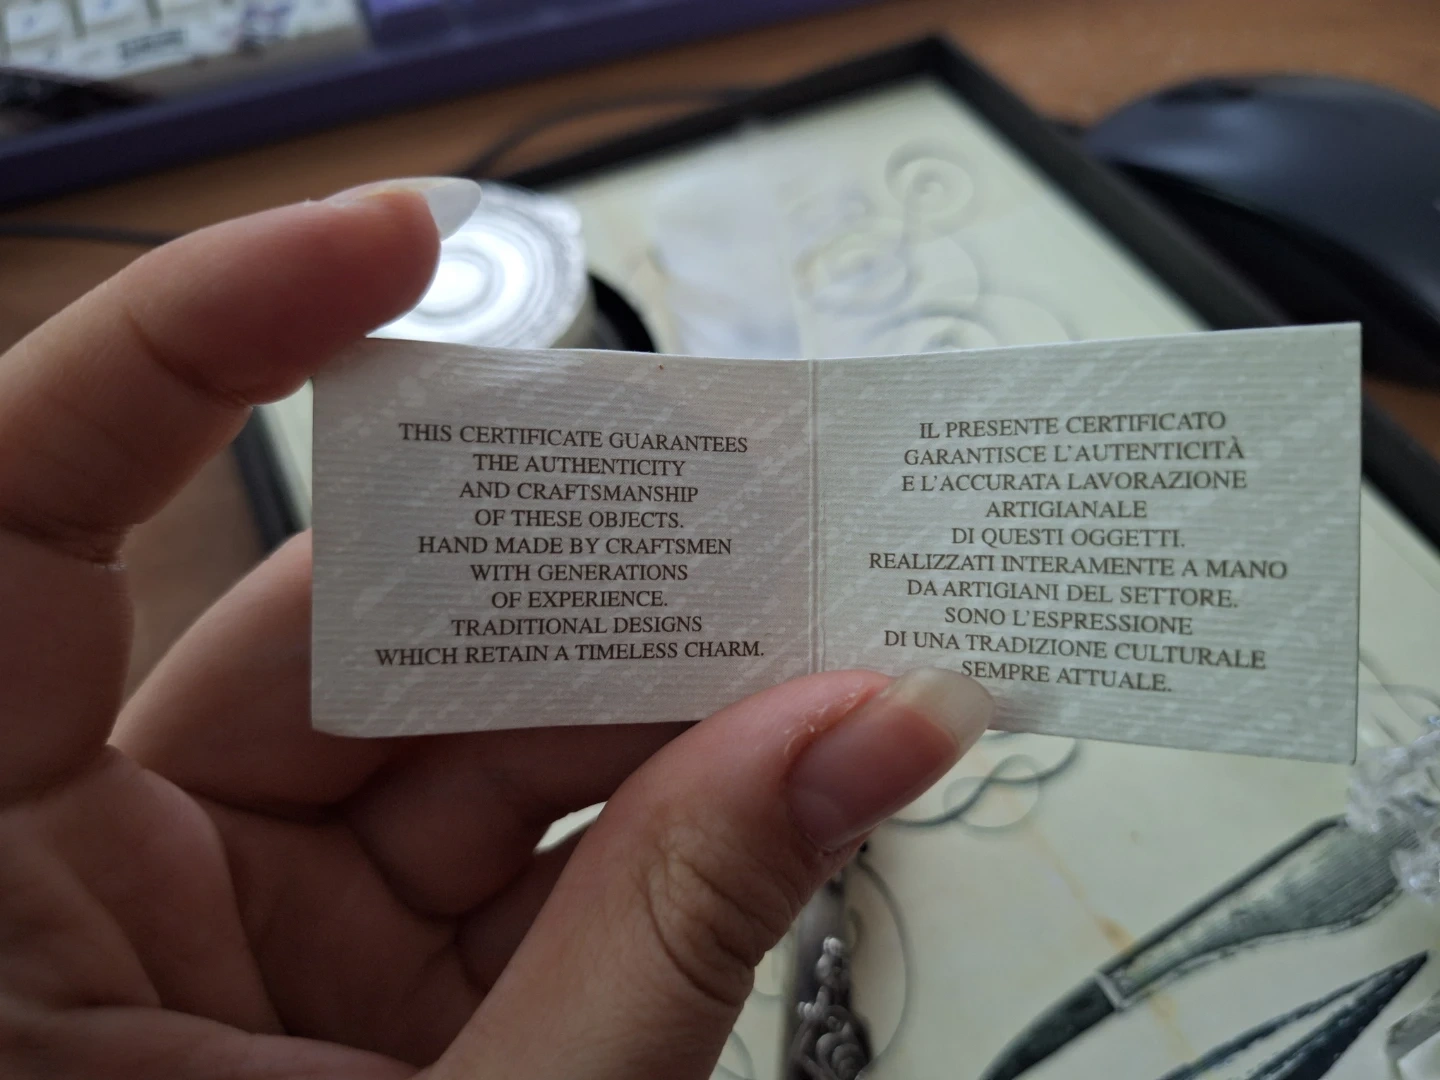 THIS CERTIFICATE GUARANTEES
THE AUTHENTICITY
AND CRAFTSMANSHIP
OF THESE OBJECTS.
HAND MADE BY CRAFTSMEN
WITH GENERATIONS
OF EXPERIENCE.
TRADITIONAL DESIGNS
WHICH RETAIN A TIMELESS CHARM.
IL PRESENTE CERTIFICATO
GARANTISCE L'AUTENTICITÀ
E L'ACCURATA LAVORAZIONE
ARTIGIANALE
DI QUESTI OGGETTI.
REALIZZATI INTERAMENTE A MANO
DA ARTIGIANI DEL SETTORE.
SONO L'ESPRESSIONE
DI UNA TRADIZIONE CULTURALE
SEMPRE ATTUALE.